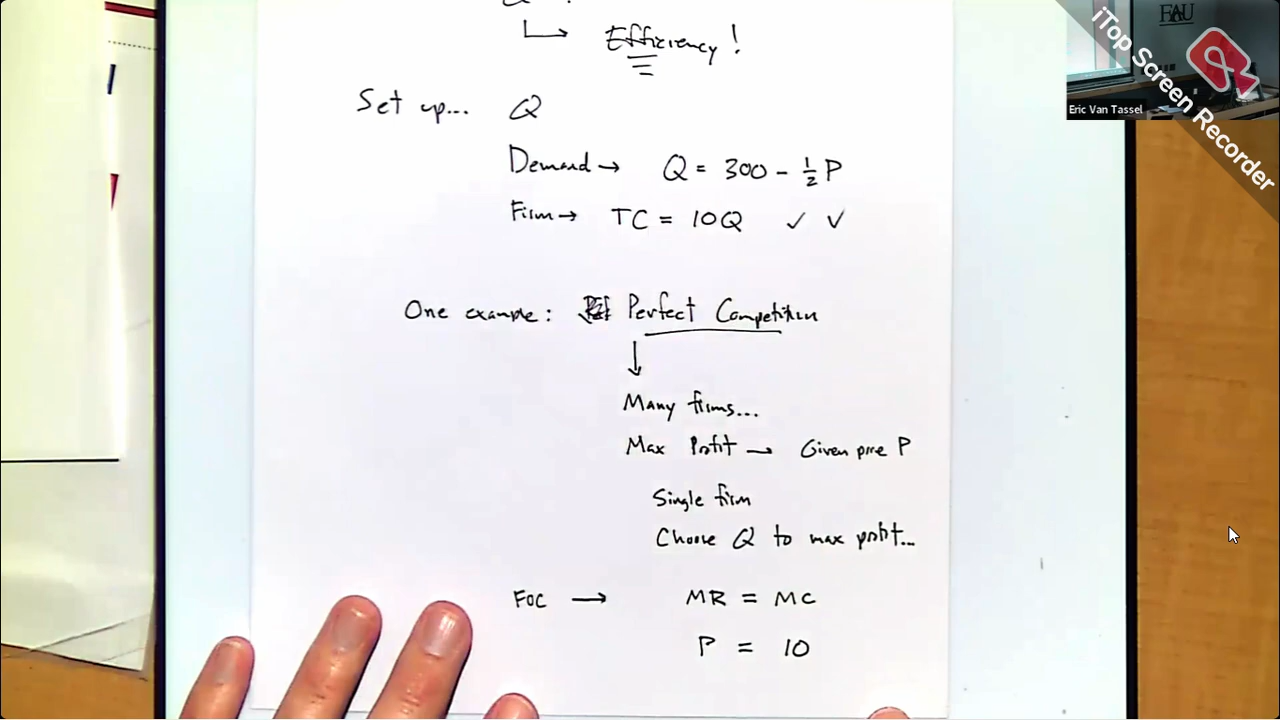 Efficiency!
Set up... Q
Demand → Q = 300 - 1/2 P
Firm → TC = 10Q ✓ ✓
One example: Perfect Competition
↓
Many firms...
Max Profit → Given price P
Single firm
Choose Q to max profit...
FOC → MR = MC
P = 10
FAU
Eric Van Tassel
iTop Screen Recorder